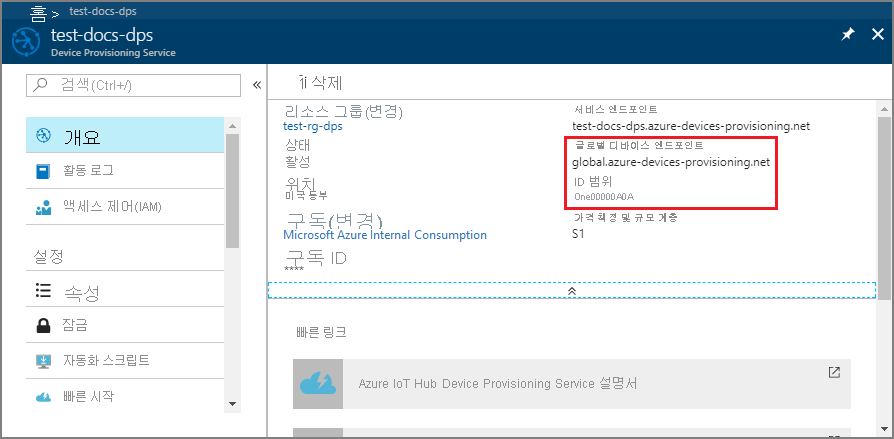 홈 > test-docs-dps
test-docs-dps
Device Provisioning Service
검색(Ctrl+/)
개요
활동 로그
액세스 제어(IAM)
설정
속성
잠금
자동화 스크립트
빠른 시작
삭제
리소스 그룹(변경)
test-rg-dps
상태
활성
위치
미국 동부
구독(변경)
Microsoft Azure Internal Consumption
구독 ID
****
서비스 엔드포인트
test-docs-dps.azure-devices-provisioning.net
글로벌 디바이스 엔드포인트
global.azure-devices-provisioning.net
ID 범위
0ne00000A0A
가격 책정 및 규모 계층
S1
빠른 링크
Azure IoT Hub Device Provisioning Service 설명서